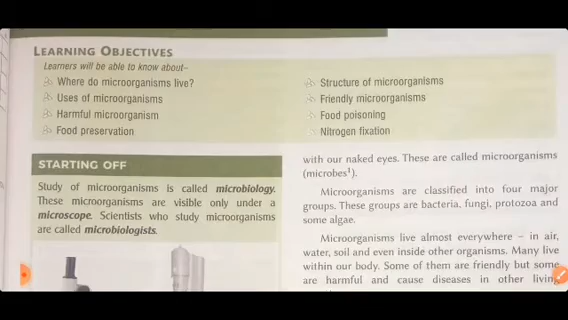 LEARNING OBJECTIVES
Learners will be able to know about–
Where do microorganisms live?
Uses of microorganisms
Harmful microorganism
Food preservation
Structure of microorganisms
Friendly microorganisms
Food poisoning
Nitrogen fixation
STARTING OFF
Study of microorganisms is called microbiology.
These microorganisms are visible only under a
microscope. Scientists who study microorganisms
are called microbiologists.
with our naked eyes. These are called microorganisms
(microbes¹).
Microorganisms are classified into four major
groups. These groups are bacteria, fungi, protozoa and
some algae.
Microorganisms live almost everywhere – in air,
water, soil and even inside other organisms. Many live
within our body. Some of them are friendly but some
are harmful and cause diseases in other living